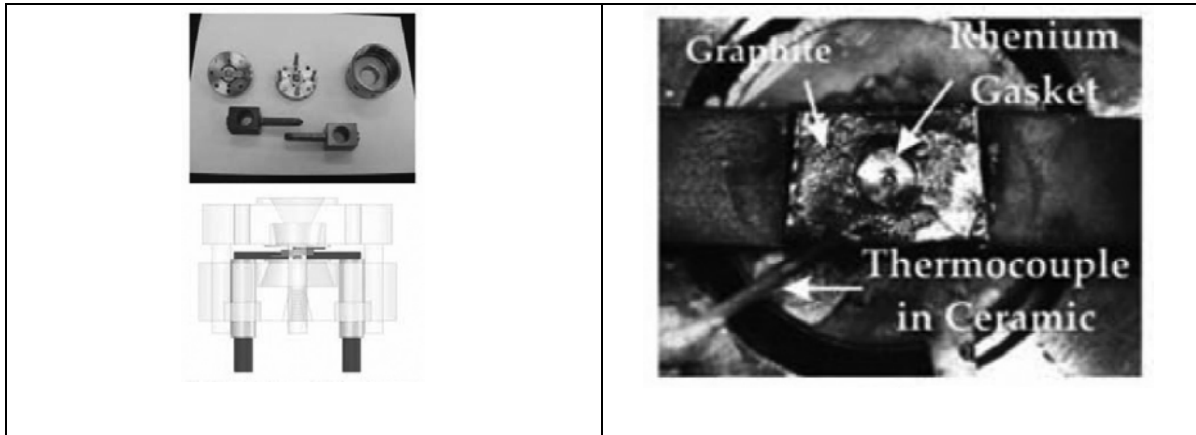 Graphite
Rhenium
Gasket
Thermocouple
in Ceramic